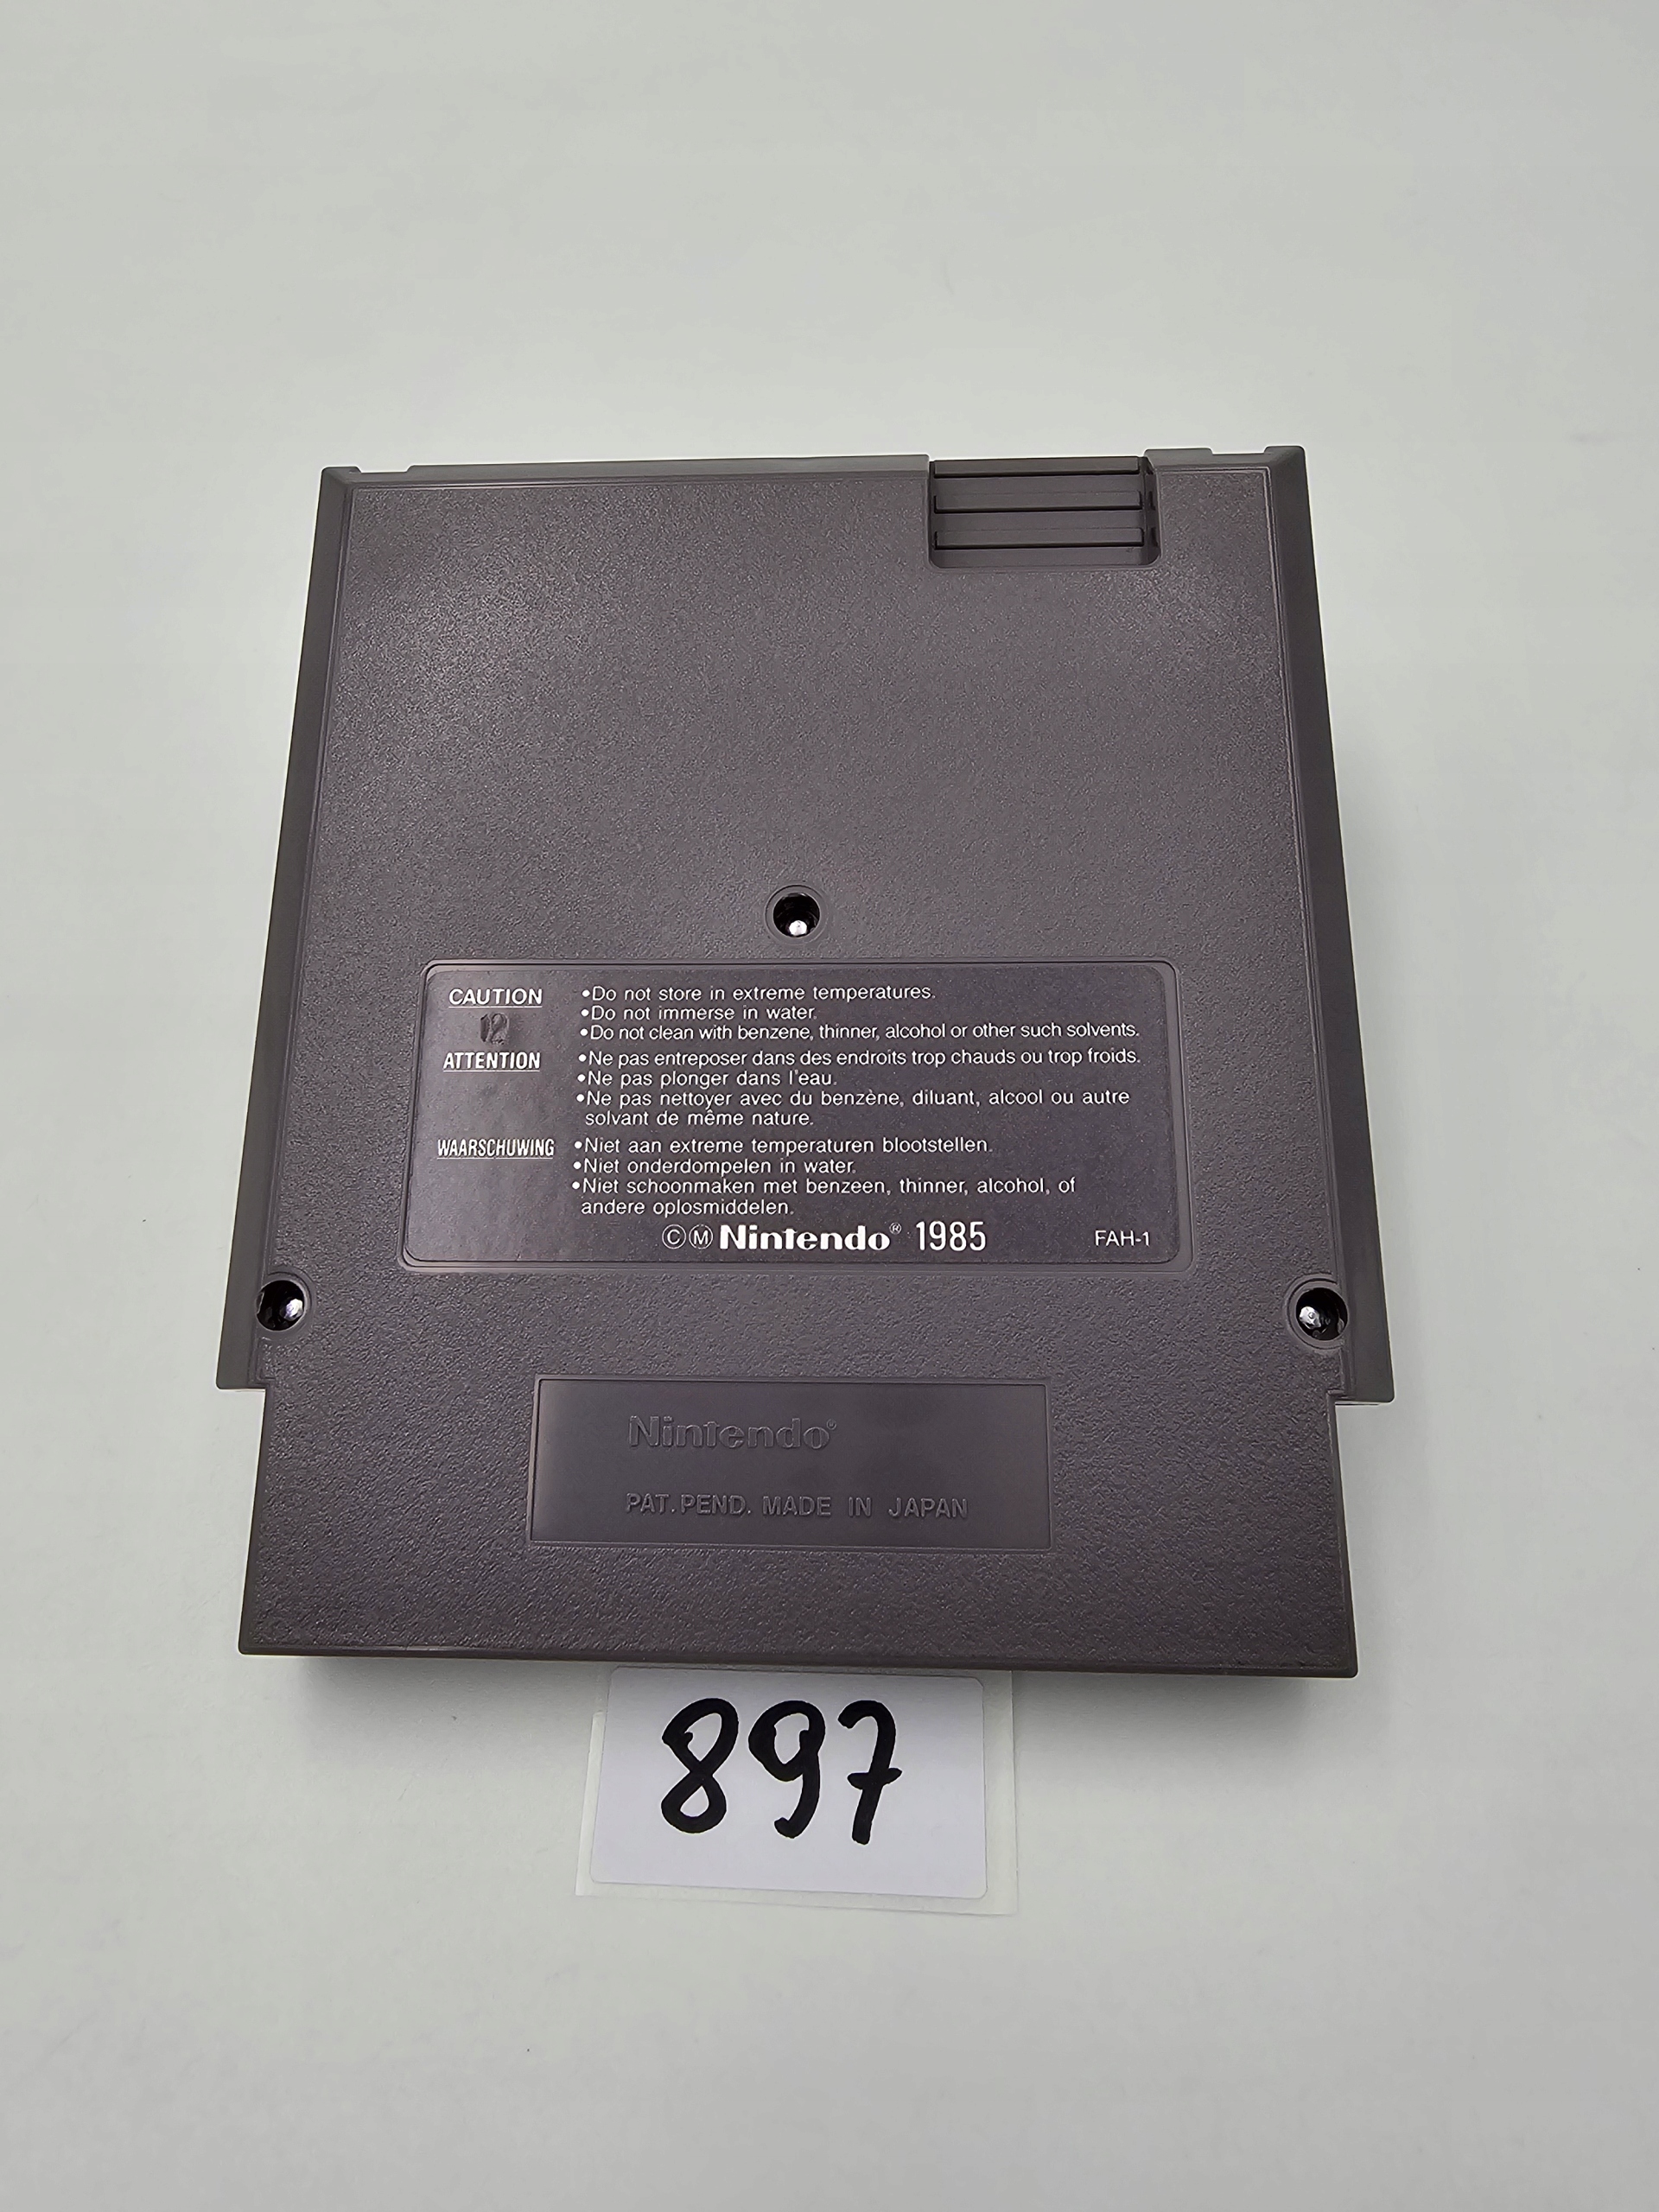 CAUTION •Do not store in extreme temperatures.
•Do not immerse in water.
12 •Do not clean with benzene, thinner, alcohol or other such solvents.
ATTENTION •Ne pas entreposer dans des endroits trop chauds ou trop froids.
•Ne pas plonger dans l'eau.
•Ne pas nettoyer avec du benzène, diluant, alcool ou autre
solvant de même nature.
WAARSCHUWING •Niet aan extreme temperaturen blootstellen.
•Niet onderdompelen in water.
•Niet schoonmaken met benzeen, thinner, alcohol, of
andere oplosmiddelen.
ⒸⓂ Nintendo® 1985 FAH-1
Nintendo®
PAT. PEND. MADE IN JAPAN
897